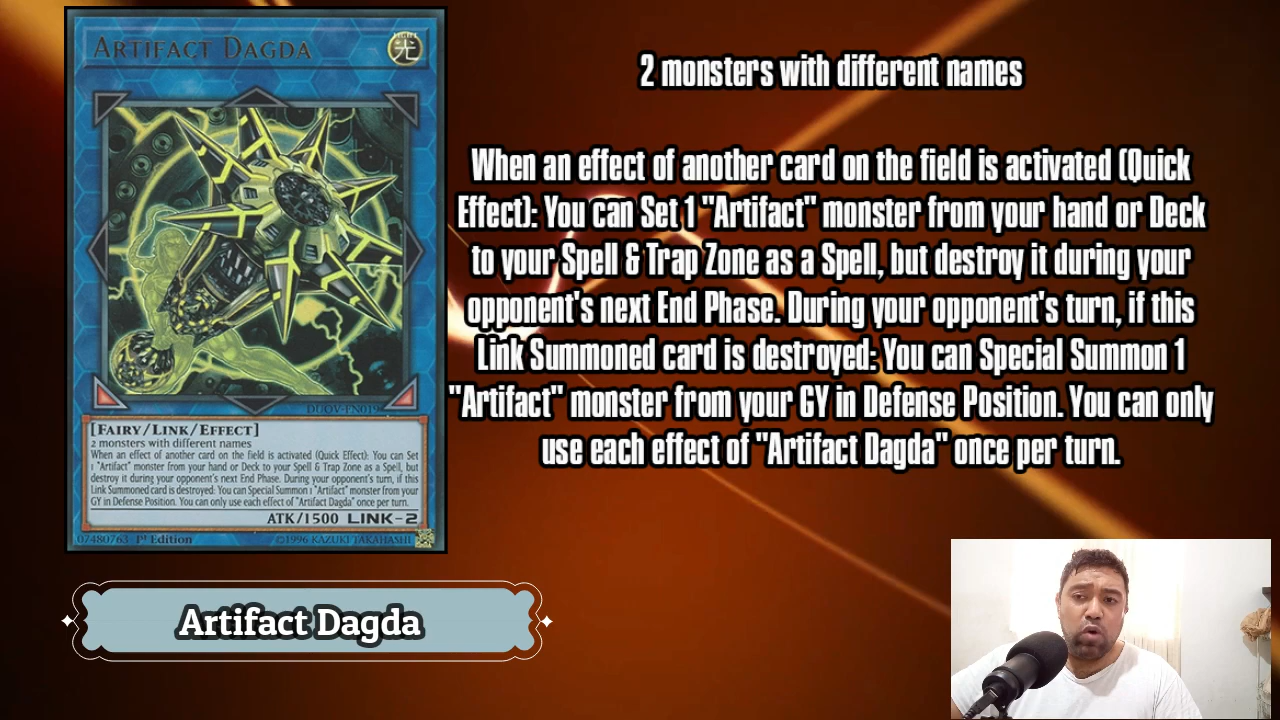 ARTIFACT DAGDA
LIGHT
光
DUOV-EN019
[FAIRY/LINK/EFFECT]
2 monsters with different names
When an effect of another card on the field is activated (Quick Effect): You can Set
1 "Artifact" monster from your hand or Deck to your Spell & Trap Zone as a Spell, but
destroy it during your opponent's next End Phase. During your opponent's turn, if this
Link Summoned card is destroyed: You can Special Summon 1 "Artifact" monster from your
GY in Defense Position. You can only use each effect of "Artifact Dagda" once per turn.
ATK/1500 LINK-2
07480763 1st Edition ©1996 KAZUKI TAKAHASHI
2 monsters with different names
When an effect of another card on the field is activated (Quick
Effect): You can Set 1 "Artifact" monster from your hand or Deck
to your Spell & Trap Zone as a Spell, but destroy it during your
opponent's next End Phase. During your opponent's turn, if this
Link Summoned card is destroyed: You can Special Summon 1
"Artifact" monster from your GY in Defense Position. You can only
use each effect of "Artifact Dagda" once per turn.
Artifact Dagda